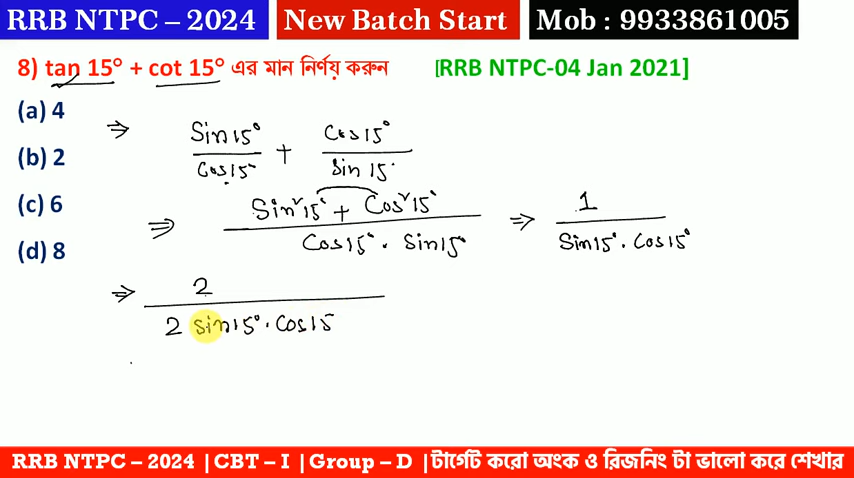 RRB NTPC – 2024 New Batch Start Mob : 9933861005
8) tan 15° + cot 15° এর মান নির্ণয় করুন [RRB NTPC-04 Jan 2021]
(a) 4
(b) 2
(c) 6
(d) 8
⇒ Sin15°/Cos15° + Cos15°/Sin15°
⇒ Sin²15° + Cos²15° / Cos15° . Sin15° ⇒ 1 / Sin15° . Cos15°
⇒ 2 / 2 Sin15° . Cos15
RRB NTPC – 2024 |CBT – I |Group – D |টার্গেট করো অংক ও রিজনিং টা ভালো করে শেখার